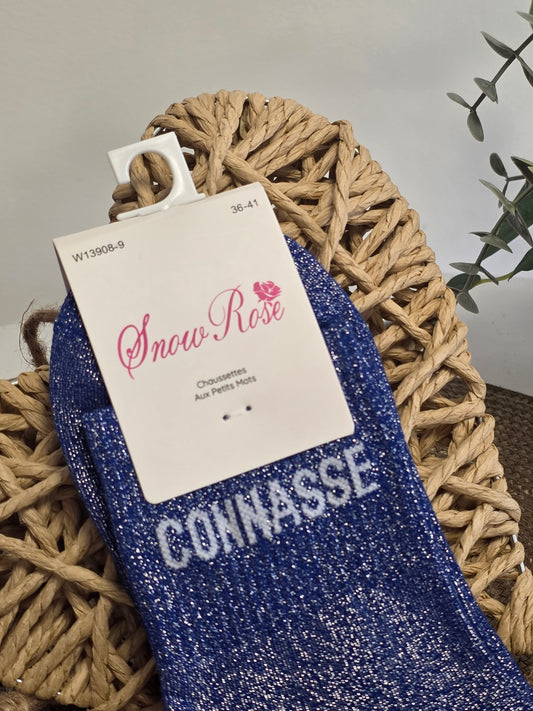 W13908-9
36-41
Snow Rose
Chaussettes
Aux Petits Mots
CONNASSE